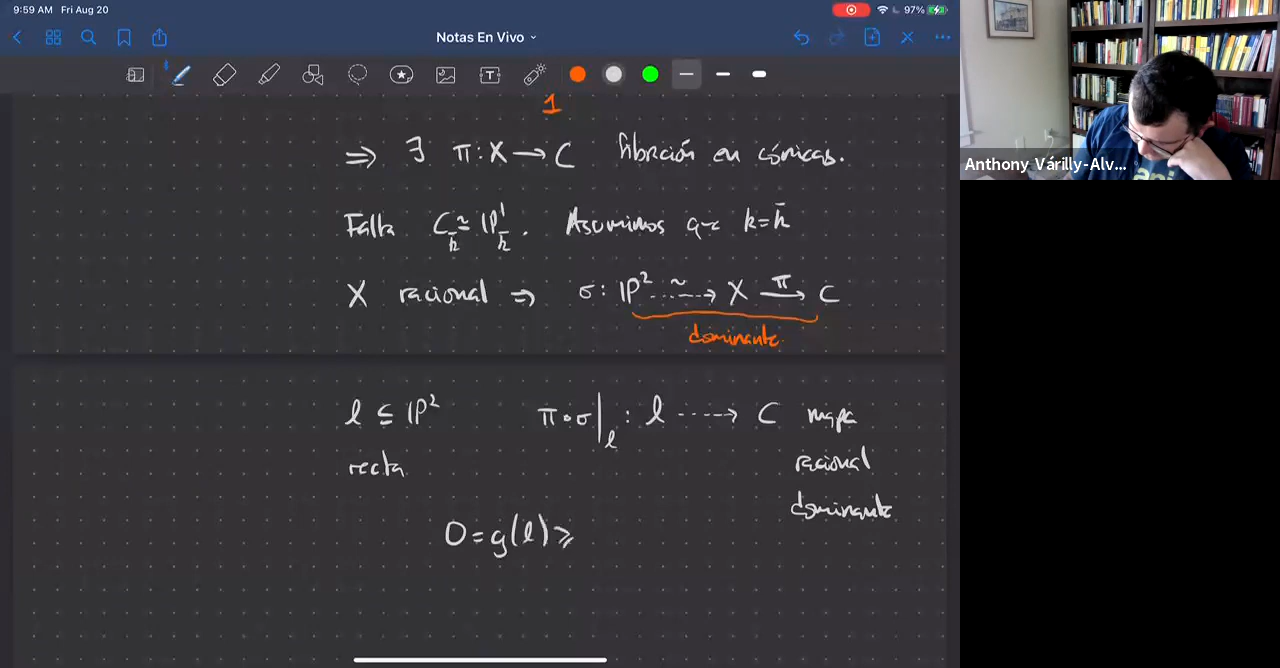 9:59 AM Fri Aug 20
97%
Notas En Vivo
1
⇒ ∃ π: X → C fibración en cónicas.
Falta C_k̄ ≃ ℙ¹_k̄. Asumimos que k = k̄
X racional ⇒ σ: ℙ² ⇢ X →^π C
dominante
ℓ ⊆ ℙ² π∘σ|_ℓ : ℓ ⇢ C mapa
recta racional
dominante
0 = g(ℓ) ≥
Anthony Várilly-Alv...